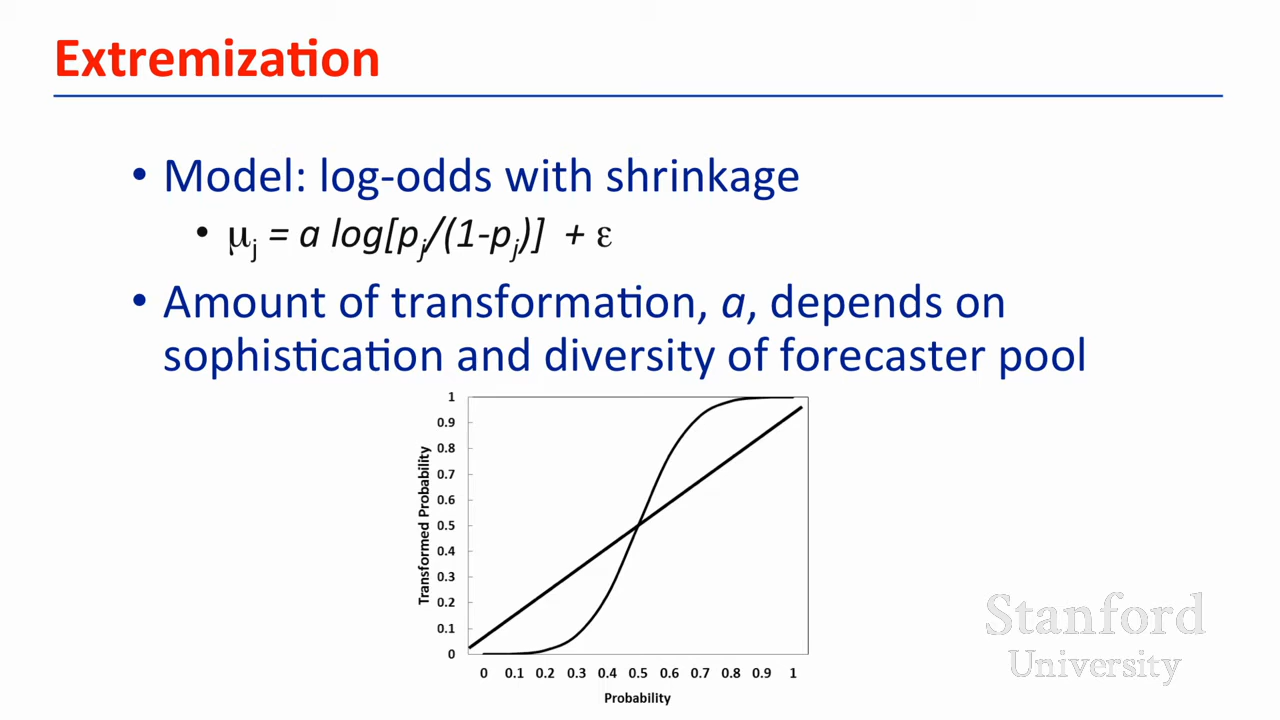 Extremization
• Model: log-odds with shrinkage
• μj = a log[pj/(1-pj)] + ε
• Amount of transformation, a, depends on
sophistication and diversity of forecaster pool
Transformed Probability
1
0.9
0.8
0.7
0.6
0.5
0.4
0.3
0.2
0.1
0
0 0.1 0.2 0.3 0.4 0.5 0.6 0.7 0.8 0.9 1
Probability
Stanford
University